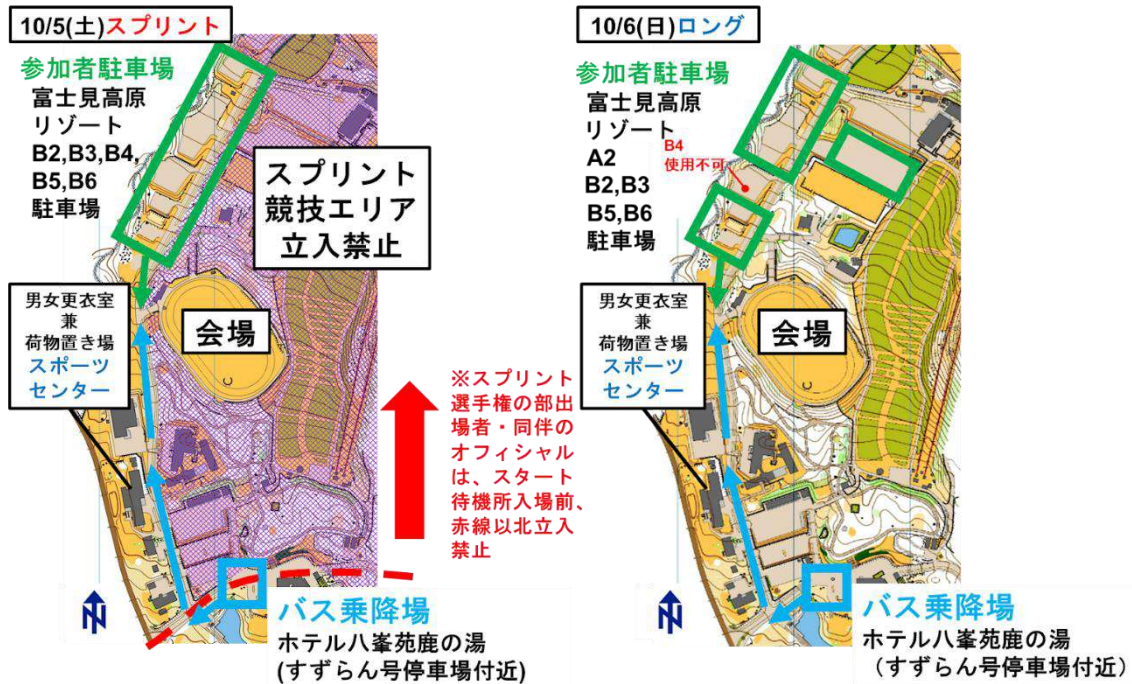 10/5(土)スプリント
参加者駐車場
富士見高原
リゾート
B2,B3,B4,
B5,B6
駐車場
スプリント
競技エリア
立入禁止
男女更衣室
兼
荷物置き場
スポーツ
センター
会場
※スプリント
選手権の部出
場者・同伴の
オフィシャル
は、スタート
待機所入場前、
赤線以北立入
禁止
N
バス乗降場
ホテル八峯苑鹿の湯
(すずらん号停車場付近)
10/6(日)ロング
参加者駐車場
富士見高原
リゾート
A2
B2,B3
B5,B6
駐車場
B4
使用不可
男女更衣室
兼
荷物置き場
スポーツ
センター
会場
N
バス乗降場
ホテル八峯苑鹿の湯
（すずらん号停車場付近）